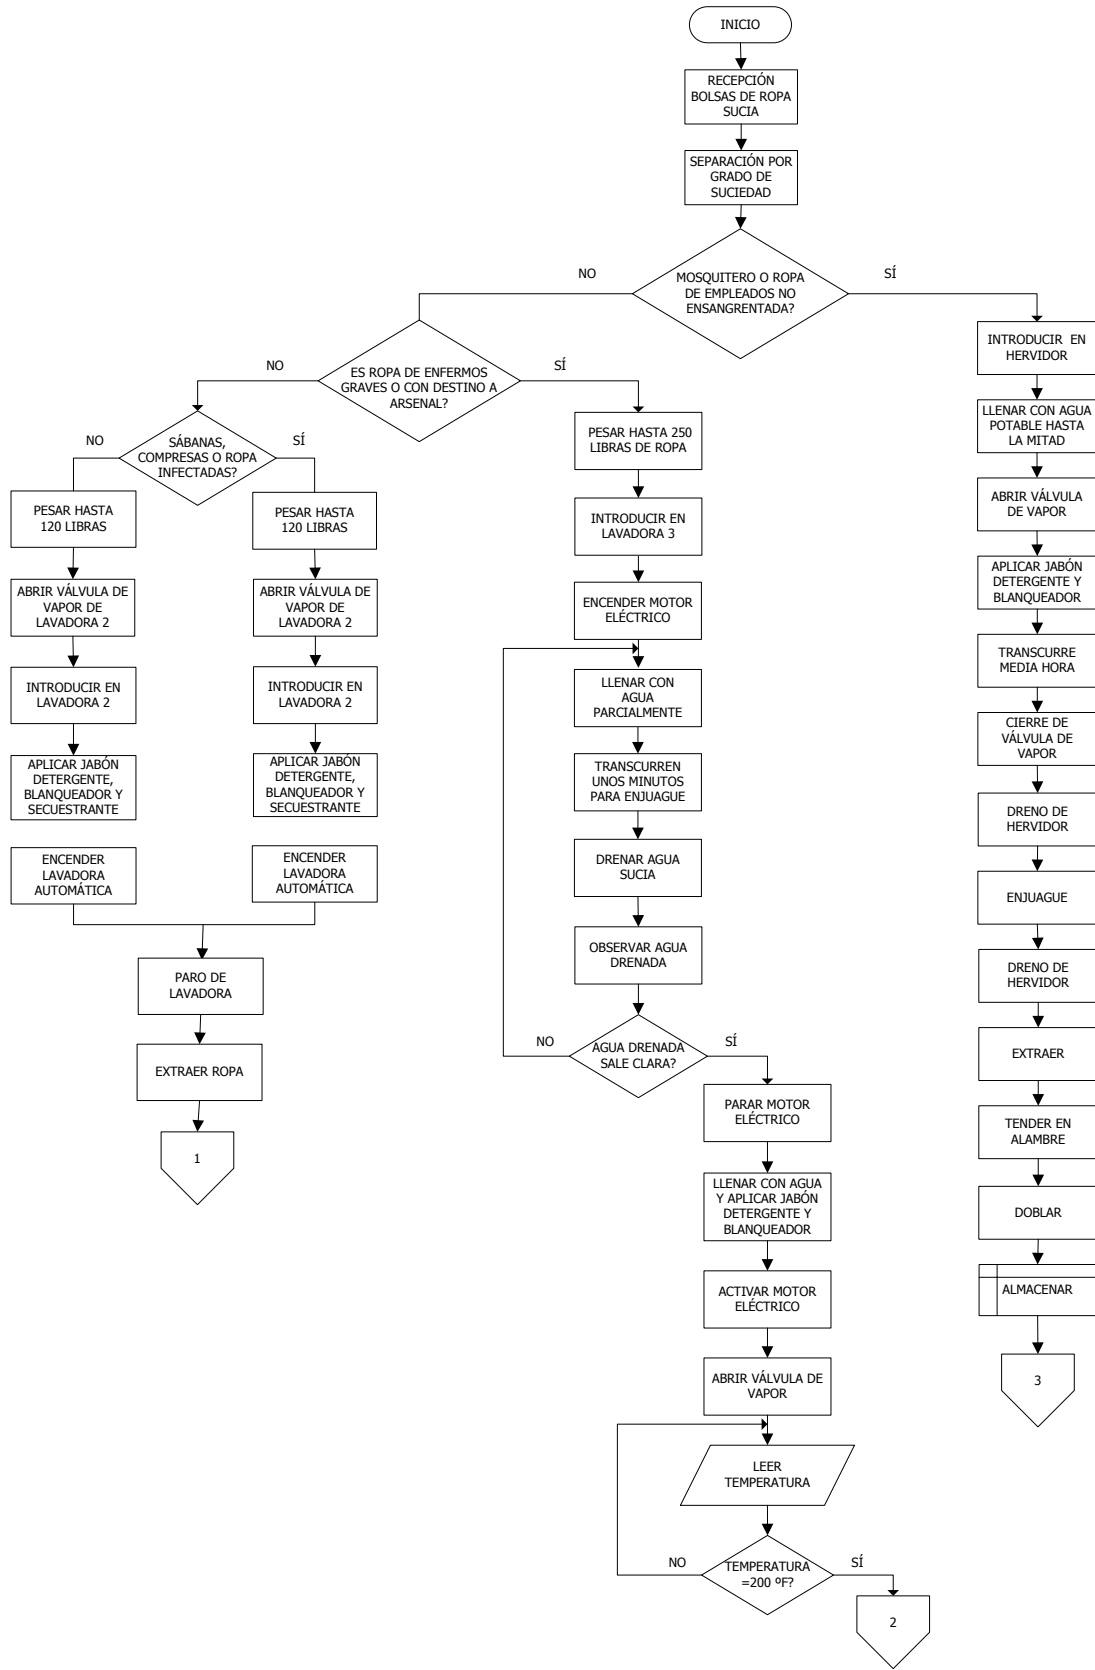 INICIO
RECEPCIÓN
BOLSAS DE ROPA
SUCIA
SEPARACIÓN POR
GRADO DE
SUCIEDAD
MOSQUITERO O ROPA
DE EMPLEADOS NO
ENSANGRENTADA?
NO
SÍ
ES ROPA DE ENFERMOS
GRAVES O CON DESTINO A
ARSENAL?
NO
SÍ
SÁBANAS,
COMPRESAS O ROPA
INFECTADAS?
NO
SÍ
PESAR HASTA
120 LIBRAS
ABRIR VÁLVULA DE
VAPOR DE
LAVADORA 2
INTRODUCIR EN
LAVADORA 2
APLICAR JABÓN
DETERGENTE,
BLANQUEADOR Y
SECUESTRANTE
ENCENDER
LAVADORA
AUTOMÁTICA
PESAR HASTA
120 LIBRAS
ABRIR VÁLVULA DE
VAPOR DE
LAVADORA 2
INTRODUCIR EN
LAVADORA 2
APLICAR JABÓN
DETERGENTE,
BLANQUEADOR Y
SECUESTRANTE
ENCENDER
LAVADORA
AUTOMÁTICA
PARO DE
LAVADORA
EXTRAER ROPA
1
PESAR HASTA 250
LIBRAS DE ROPA
INTRODUCIR EN
LAVADORA 3
ENCENDER MOTOR
ELÉCTRICO
LLENAR CON
AGUA
PARCIALMENTE
TRANSCURREN
UNOS MINUTOS
PARA ENJUAGUE
DRENAR AGUA
SUCIA
OBSERVAR AGUA
DRENADA
AGUA DRENADA
SALE CLARA?
NO
SÍ
PARAR MOTOR
ELÉCTRICO
LLENAR CON AGUA
Y APLICAR JABÓN
DETERGENTE Y
BLANQUEADOR
ACTIVAR MOTOR
ELÉCTRICO
ABRIR VÁLVULA DE
VAPOR
LEER
TEMPERATURA
TEMPERATURA
=200 ºF?
NO
SÍ
2
INTRODUCIR EN
HERVIDOR
LLENAR CON AGUA
POTABLE HASTA
LA MITAD
ABRIR VÁLVULA
DE VAPOR
APLICAR JABÓN
DETERGENTE Y
BLANQUEADOR
TRANSCURRE
MEDIA HORA
CIERRE DE
VÁLVULA DE
VAPOR
DRENO DE
HERVIDOR
ENJUAGUE
DRENO DE
HERVIDOR
EXTRAER
TENDER EN
ALAMBRE
DOBLAR
ALMACENAR
3